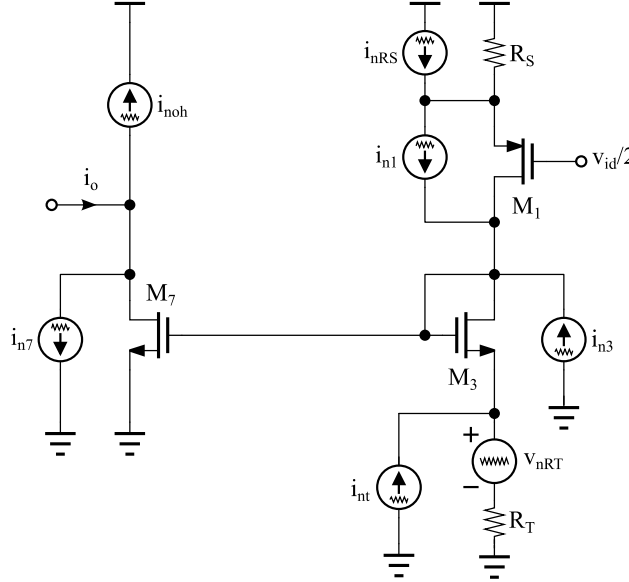 i_nRS
R_S
i_noh
i_n1
v_id/2
i_o
M_1
M_7
i_n7
M_3
i_n3
+
v_nRT
i_nt
−
R_T